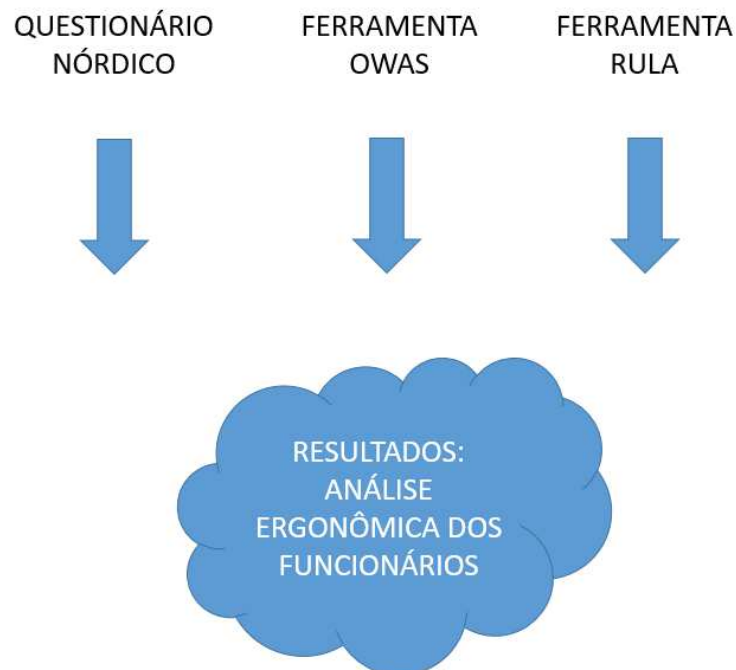 QUESTIONÁRIO
NÓRDICO
FERRAMENTA
OWAS
FERRAMENTA
RULA
RESULTADOS:
ANÁLISE
ERGONÔMICA DOS
FUNCIONÁRIOS